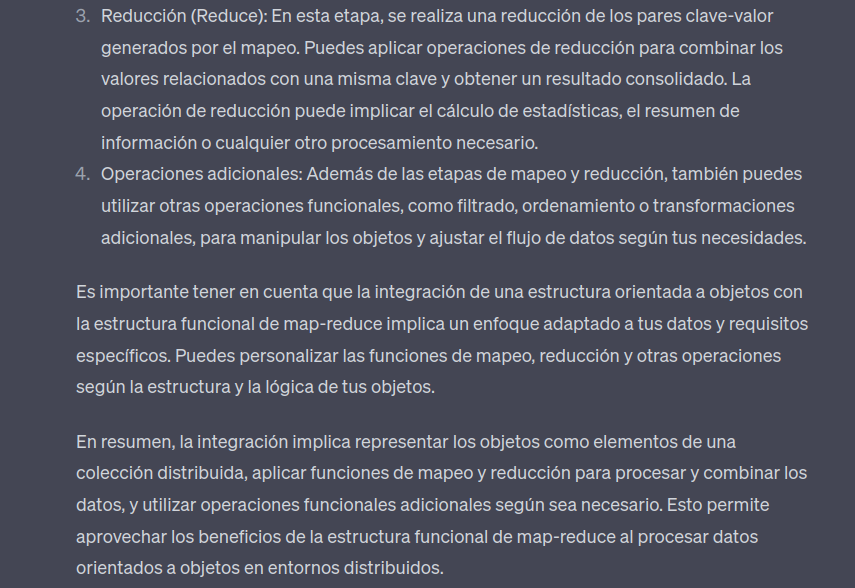 3. Reducción (Reduce): En esta etapa, se realiza una reducción de los pares clave-valor
generados por el mapeo. Puedes aplicar operaciones de reducción para combinar los
valores relacionados con una misma clave y obtener un resultado consolidado. La
operación de reducción puede implicar el cálculo de estadísticas, el resumen de
información o cualquier otro procesamiento necesario.
4. Operaciones adicionales: Además de las etapas de mapeo y reducción, también puedes
utilizar otras operaciones funcionales, como filtrado, ordenamiento o transformaciones
adicionales, para manipular los objetos y ajustar el flujo de datos según tus necesidades.
Es importante tener en cuenta que la integración de una estructura orientada a objetos con
la estructura funcional de map-reduce implica un enfoque adaptado a tus datos y requisitos
específicos. Puedes personalizar las funciones de mapeo, reducción y otras operaciones
según la estructura y la lógica de tus objetos.
En resumen, la integración implica representar los objetos como elementos de una
colección distribuida, aplicar funciones de mapeo y reducción para procesar y combinar los
datos, y utilizar operaciones funcionales adicionales según sea necesario. Esto permite
aprovechar los beneficios de la estructura funcional de map-reduce al procesar datos
orientados a objetos en entornos distribuidos.